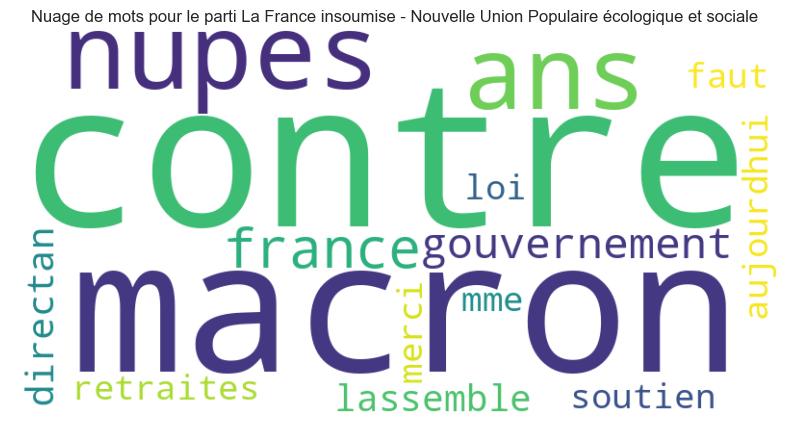 Nuage de mots pour le parti La France insoumise - Nouvelle Union Populaire écologique et sociale
nupes
ans
faut
contre
loi
aujourdhui
france
gouvernement
directan
macron
mme
merci
retraites
lassemble
soutien